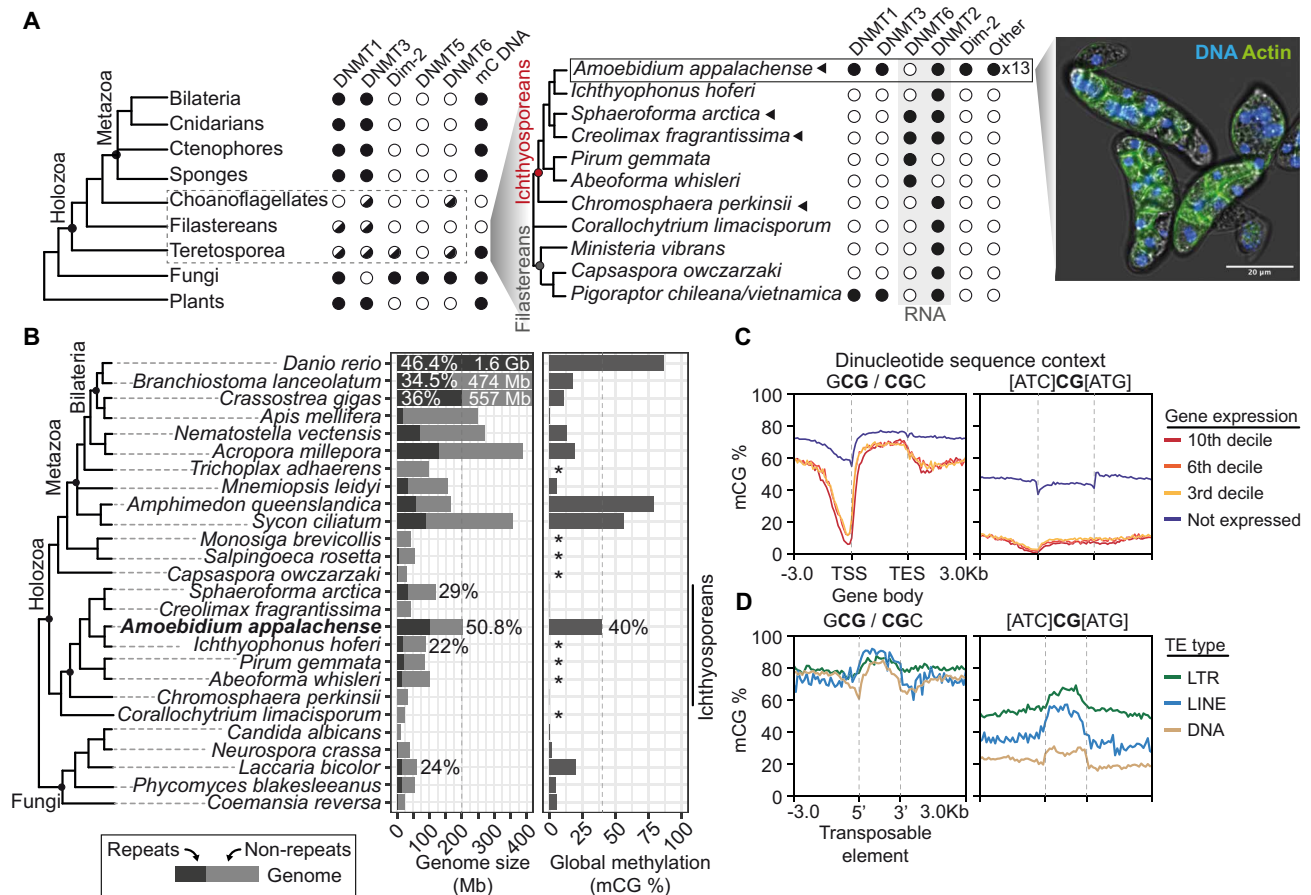 A
DNMT1
DNMT3
Dim-2
DNMT5
DNMT6
mC DNA
Metazoa
Holozoa
Bilateria
Cnidarians
Ctenophores
Sponges
Choanoflagellates
Filastereans
Teretosporea
Fungi
Plants
Ichthyosporeans
Filastereans
DNMT1
DNMT3
DNMT6
DNMT2
Dim-2
Other
Amoebidium appalachense
x13
Ichthyophonus hoferi
Sphaeroforma arctica
Creolimax fragrantissima
Pirum gemmata
Abeoforma whisleri
Chromosphaera perkinsii
Corallochytrium limacisporum
Ministeria vibrans
Capsaspora owczarzaki
Pigoraptor chileana/vietnamica
RNA
DNA Actin
20 µm
B
Bilateria
Metazoa
Holozoa
Fungi
Danio rerio
46.4% 1.6 Gb
Branchiostoma lanceolatum
34.5% 474 Mb
Crassostrea gigas
36% 557 Mb
Apis mellifera
Nematostella vectensis
Acropora millepora
Trichoplax adhaerens
*
Mnemiopsis leidyi
Amphimedon queenslandica
Sycon ciliatum
Monosiga brevicollis
*
Salpingoeca rosetta
*
Capsaspora owczarzaki
*
Sphaeroforma arctica
29%
Creolimax fragrantissima
Amoebidium appalachense
50.8%
40%
Ichthyophonus hoferi
22%
*
Pirum gemmata
*
Abeoforma whisleri
*
Chromosphaera perkinsii
Corallochytrium limacisporum
*
Candida albicans
Neurospora crassa
Laccaria bicolor
24%
Phycomyces blakesleeanus
Coemansia reversa
Ichthyosporeans
0 100 200 300 400
Genome size
(Mb)
0 25 50 75 100
Global methylation
(mCG %)
Repeats
Non-repeats
Genome
C
Dinucleotide sequence context
GCG / CGC
[ATC]CG[ATG]
mCG %
100
80
60
40
20
0
-3.0 TSS TES 3.0Kb
Gene body
Gene expression
10th decile
6th decile
3rd decile
Not expressed
D
GCG / CGC
[ATC]CG[ATG]
mCG %
100
80
60
40
20
0
-3.0 5' 3' 3.0Kb
Transposable
element
TE type
LTR
LINE
DNA